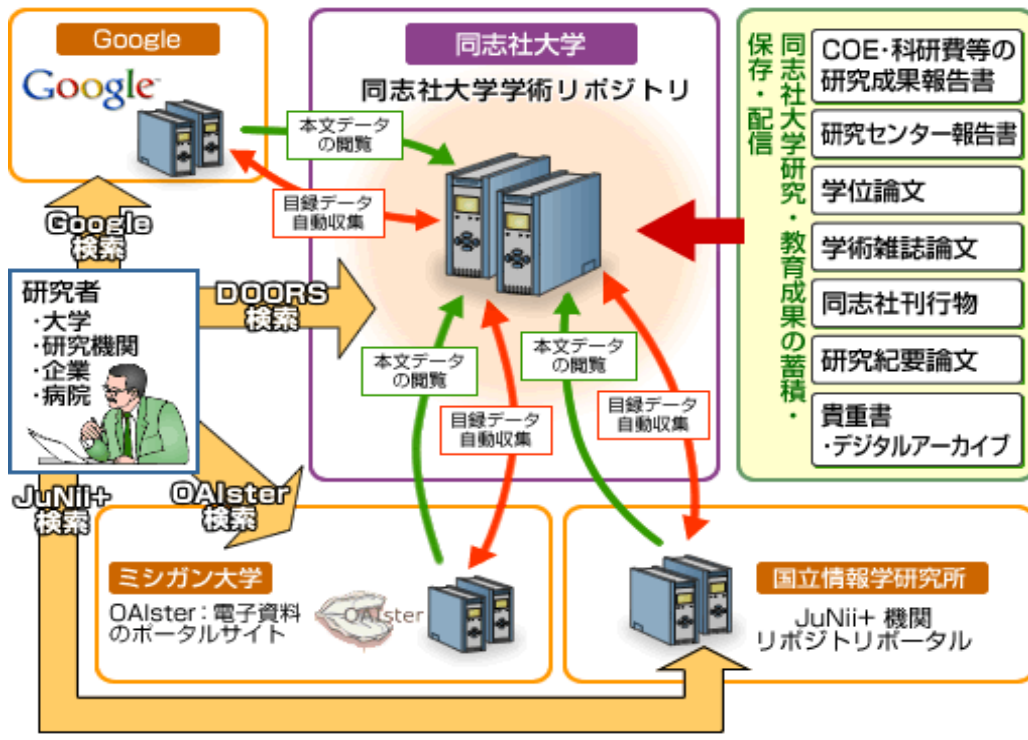 Google
Google
同志社大学
同志社大学学術リポジトリ
本文データ
の閲覧
目録データ
自動収集
同志社大学研究・教育成果の蓄積・
保存・配信
COE・科研費等の
研究成果報告書
研究センター報告書
学位論文
学術雑誌論文
同志社刊行物
研究紀要論文
貴重書
・デジタルアーカイブ
Google
検索
DOORS
検索
研究者
・大学
・研究機関
・企業
・病院
本文データ
の閲覧
目録データ
自動収集
本文データ
の閲覧
目録データ
自動収集
JuNii+
検索
OAIster
検索
ミシガン大学
OAIster:電子資料
のポータルサイト
OAIster
国立情報学研究所
JuNii+ 機関
リポジトリポータル